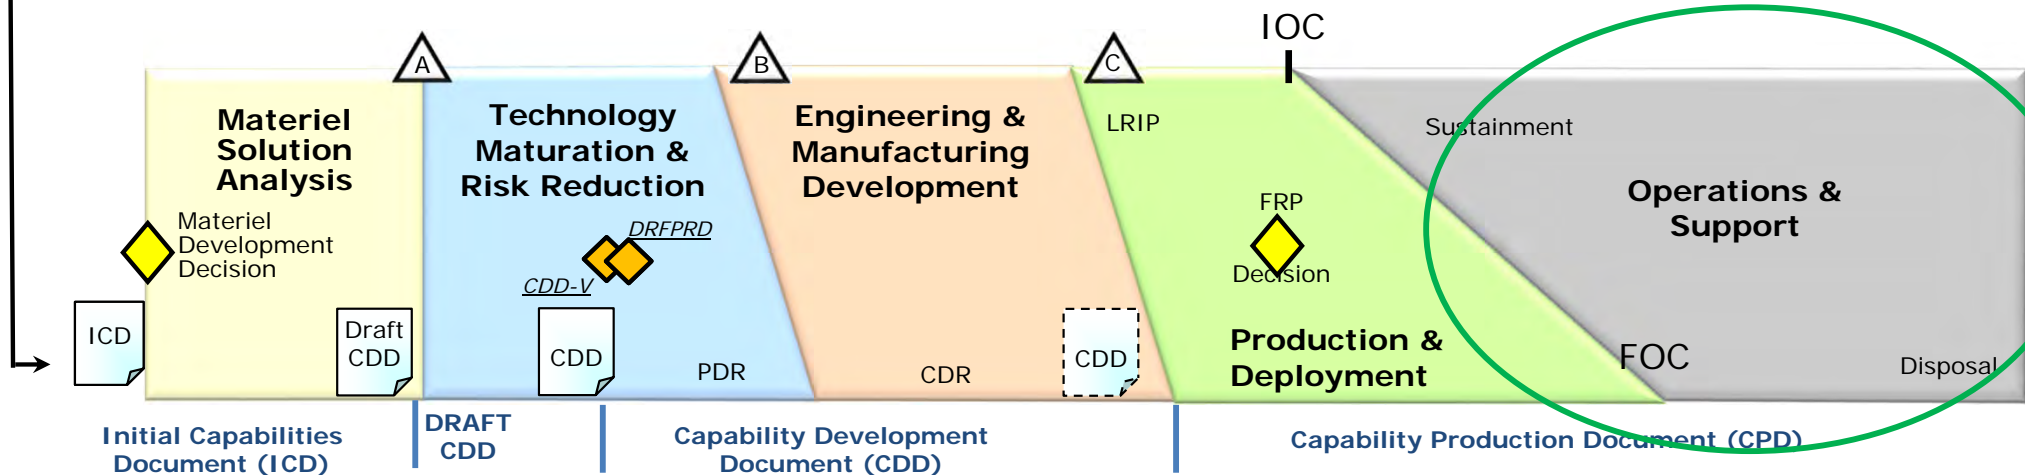 IOC
A
B
C
Materiel
Solution
Analysis
Technology
Maturation &
Risk Reduction
Engineering &
Manufacturing
Development
LRIP
Sustainment
Operations &
Support
Materiel
Development
Decision
DRFPRD
CDD-V
FRP
Decision
ICD
Draft
CDD
CDD
PDR
CDR
CDD
Production &
Deployment
FOC
Disposal
Initial Capabilities
Document (ICD)
DRAFT
CDD
Capability Development
Document (CDD)
Capability Production Document (CPD)